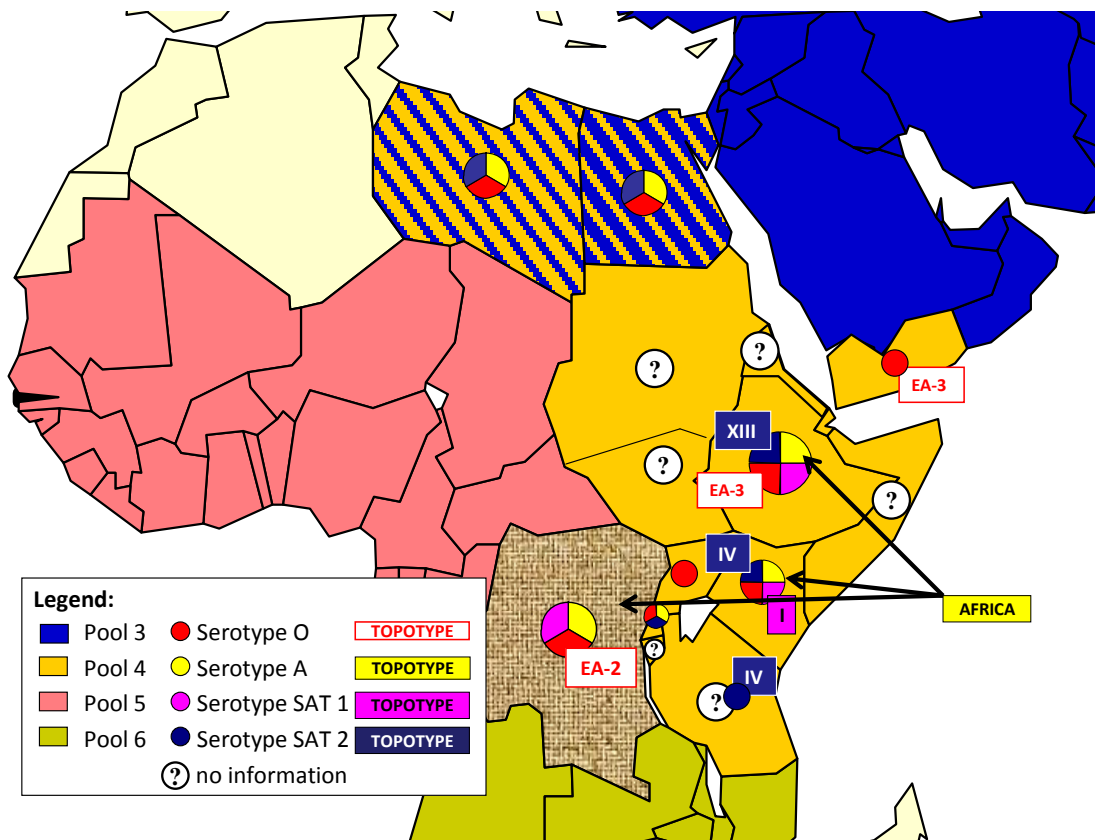 ?
?
EA-3
XIII
?
EA-3
?
IV
AFRICA
I
?
EA-2
IV
?
Legend:
Pool 3 Serotype O TOPOTYPE
Pool 4 Serotype A TOPOTYPE
Pool 5 Serotype SAT 1 TOPOTYPE
Pool 6 Serotype SAT 2 TOPOTYPE
? no information